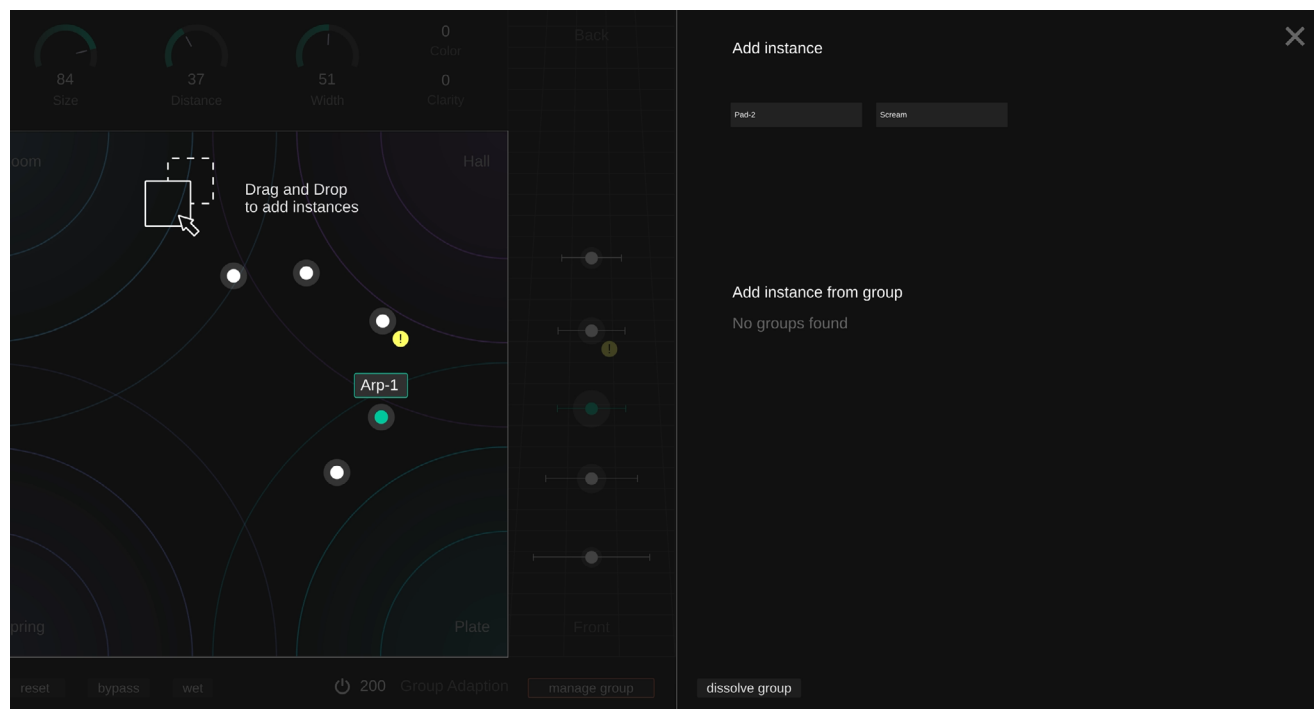 84
Size
37
Distance
51
Width
0
Color
0
Clarity
Back
Add instance
Pad-2
Scream
oom
Hall
Drag and Drop
to add instances
!
!
Arp-1
Add instance from group
No groups found
pring
Plate
Front
reset
bypass
wet
200
Group Adaption
manage group
dissolve group